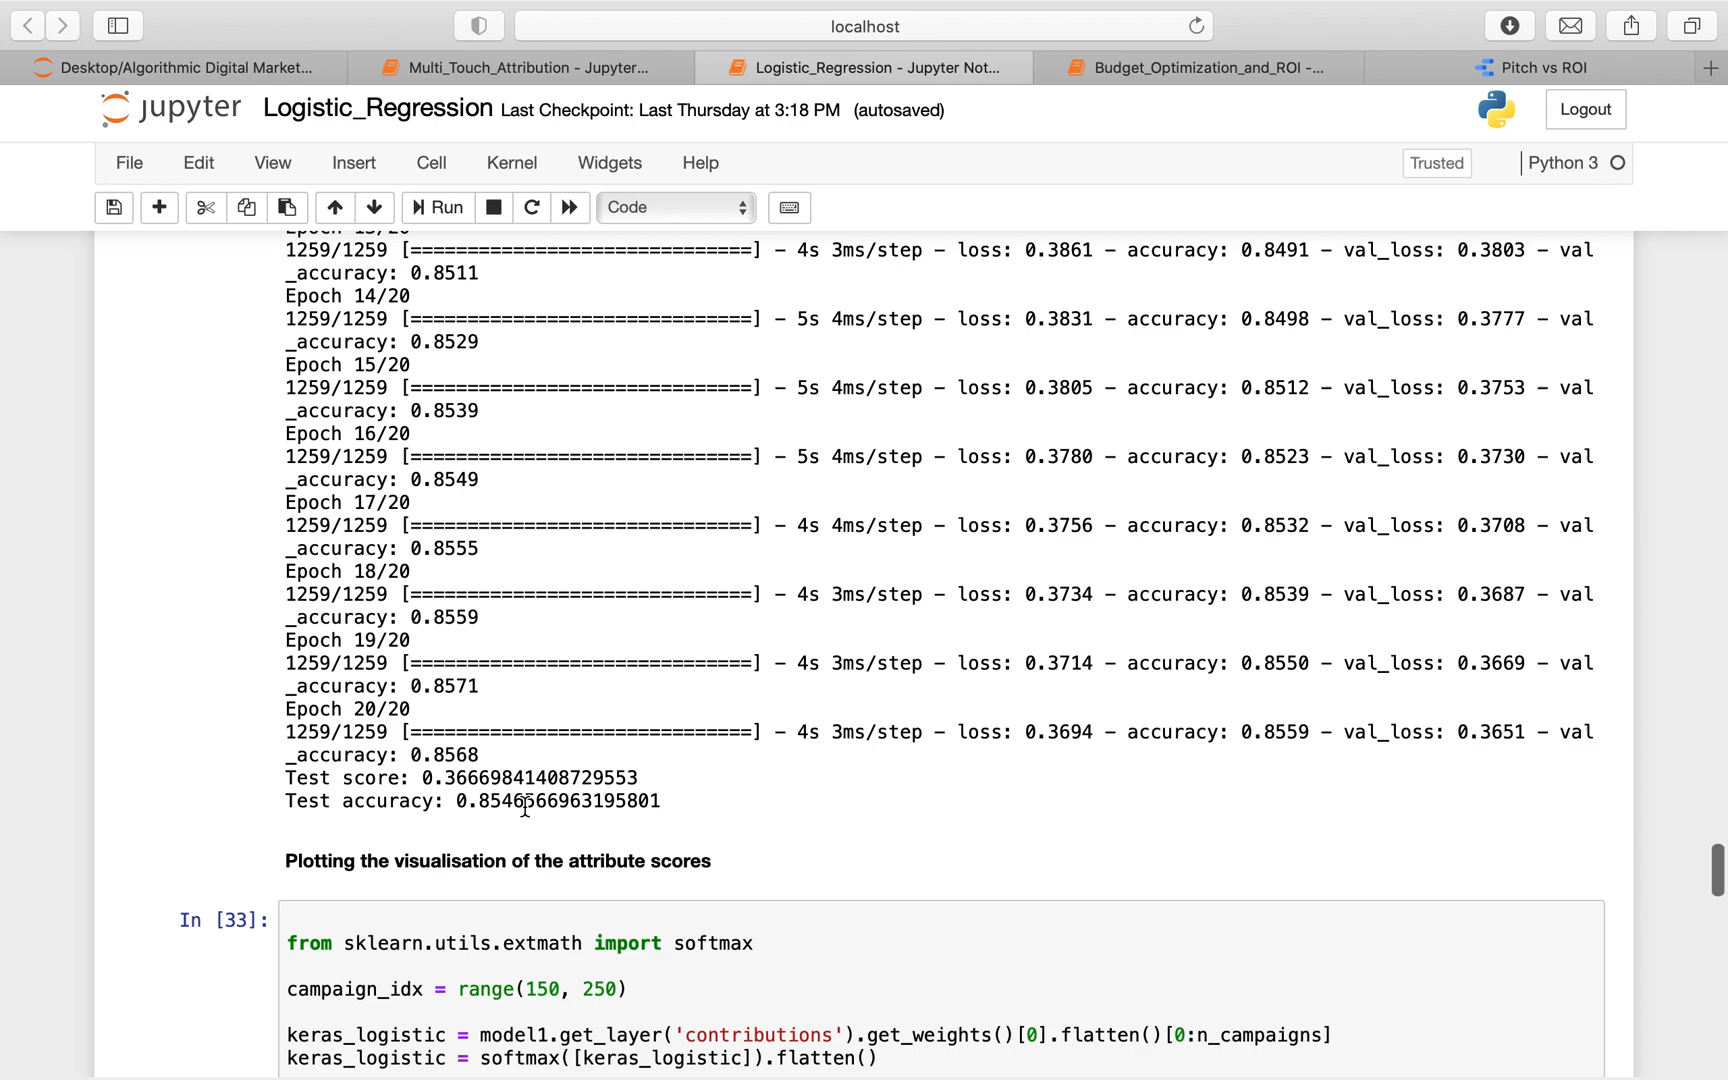 localhost
Desktop/Algorithmic Digital Market...
Multi_Touch_Attribution - Jupyter...
Logistic_Regression - Jupyter Not...
Budget_Optimization_and_ROI -...
Pitch vs ROI
jupyter Logistic_Regression Last Checkpoint: Last Thursday at 3:18 PM (autosaved)
Logout
File Edit View Insert Cell Kernel Widgets Help
Trusted
Python 3
Run
Code
1259/1259 [==============================] - 4s 3ms/step - loss: 0.3861 - accuracy: 0.8491 - val_loss: 0.3803 - val
_accuracy: 0.8511
Epoch 14/20
1259/1259 [==============================] - 5s 4ms/step - loss: 0.3831 - accuracy: 0.8498 - val_loss: 0.3777 - val
_accuracy: 0.8529
Epoch 15/20
1259/1259 [==============================] - 5s 4ms/step - loss: 0.3805 - accuracy: 0.8512 - val_loss: 0.3753 - val
_accuracy: 0.8539
Epoch 16/20
1259/1259 [==============================] - 5s 4ms/step - loss: 0.3780 - accuracy: 0.8523 - val_loss: 0.3730 - val
_accuracy: 0.8549
Epoch 17/20
1259/1259 [==============================] - 4s 4ms/step - loss: 0.3756 - accuracy: 0.8532 - val_loss: 0.3708 - val
_accuracy: 0.8555
Epoch 18/20
1259/1259 [==============================] - 4s 3ms/step - loss: 0.3734 - accuracy: 0.8539 - val_loss: 0.3687 - val
_accuracy: 0.8559
Epoch 19/20
1259/1259 [==============================] - 4s 3ms/step - loss: 0.3714 - accuracy: 0.8550 - val_loss: 0.3669 - val
_accuracy: 0.8571
Epoch 20/20
1259/1259 [==============================] - 4s 3ms/step - loss: 0.3694 - accuracy: 0.8559 - val_loss: 0.3651 - val
_accuracy: 0.8568
Test score: 0.36669841408729553
Test accuracy:
Plotting the visualisation of the attribute scores
In [33]:
from sklearn.utils.extmath import softmax
campaign_idx = range(150, 250)
keras_logistic = model1.get_layer('contributions').get_weights()[0].flatten()[0:n_campaigns]
keras_logistic = softmax([keras_logistic]).flatten()